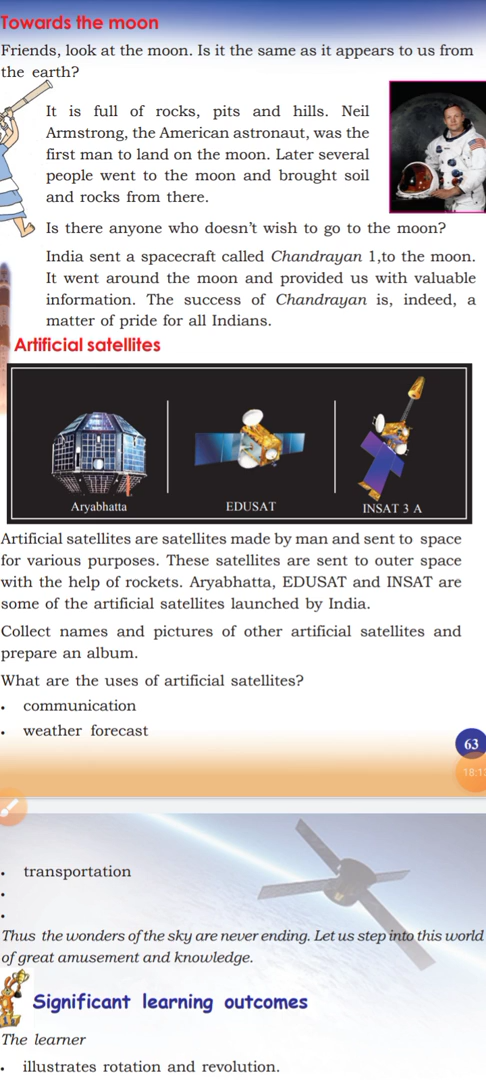 Towards the moon
Friends, look at the moon. Is it the same as it appears to us from
the earth?
It is full of rocks, pits and hills. Neil
Armstrong, the American astronaut, was the
first man to land on the moon. Later several
people went to the moon and brought soil
and rocks from there.
Is there anyone who doesn't wish to go to the moon?
India sent a spacecraft called Chandrayan 1,to the moon.
It went around the moon and provided us with valuable
information. The success of Chandrayan is, indeed, a
matter of pride for all Indians.
Artificial satellites
Aryabhatta
EDUSAT
INSAT 3 A
Artificial satellites are satellites made by man and sent to space
for various purposes. These satellites are sent to outer space
with the help of rockets. Aryabhatta, EDUSAT and INSAT are
some of the artificial satellites launched by India.
Collect names and pictures of other artificial satellites and
prepare an album.
What are the uses of artificial satellites?
• communication
• weather forecast
63
• transportation
•
•
Thus the wonders of the sky are never ending. Let us step into this world
of great amusement and knowledge.
Significant learning outcomes
The learner
• illustrates rotation and revolution.